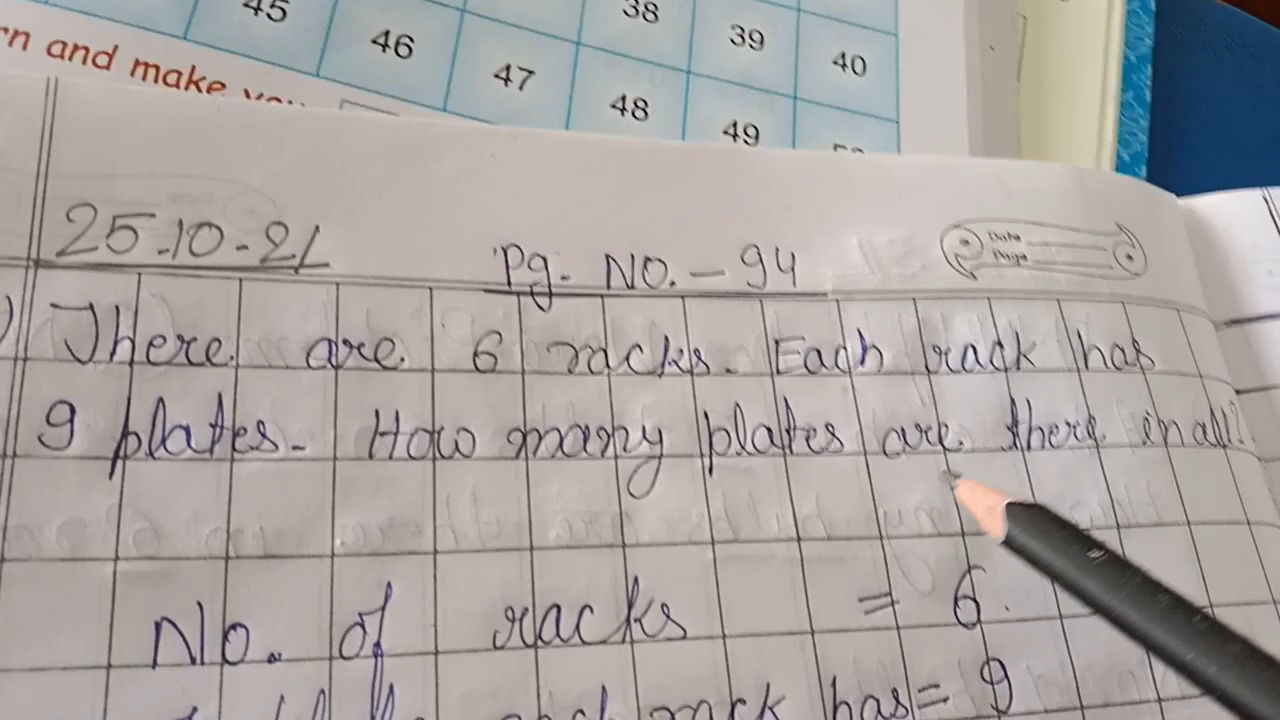 45
38
46
39
40
47
48
49
rn and make
25.10-21
Pg. NO.-94
Date
Page
There are 6 racks. Each rack has
9 plates. How many plates are there in all?
No. of racks = 6.
each rack has = 9